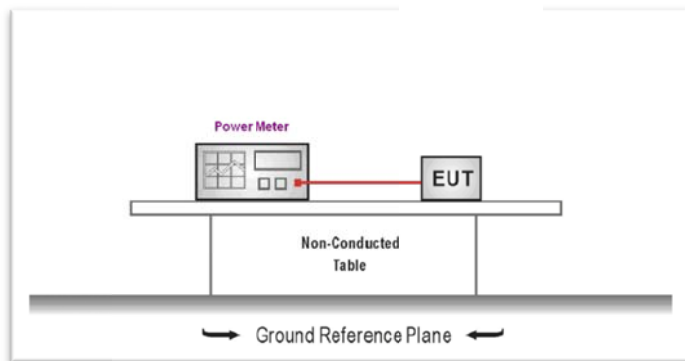 Power Meter
EUT
Non-Conducted
Table
Ground Reference Plane